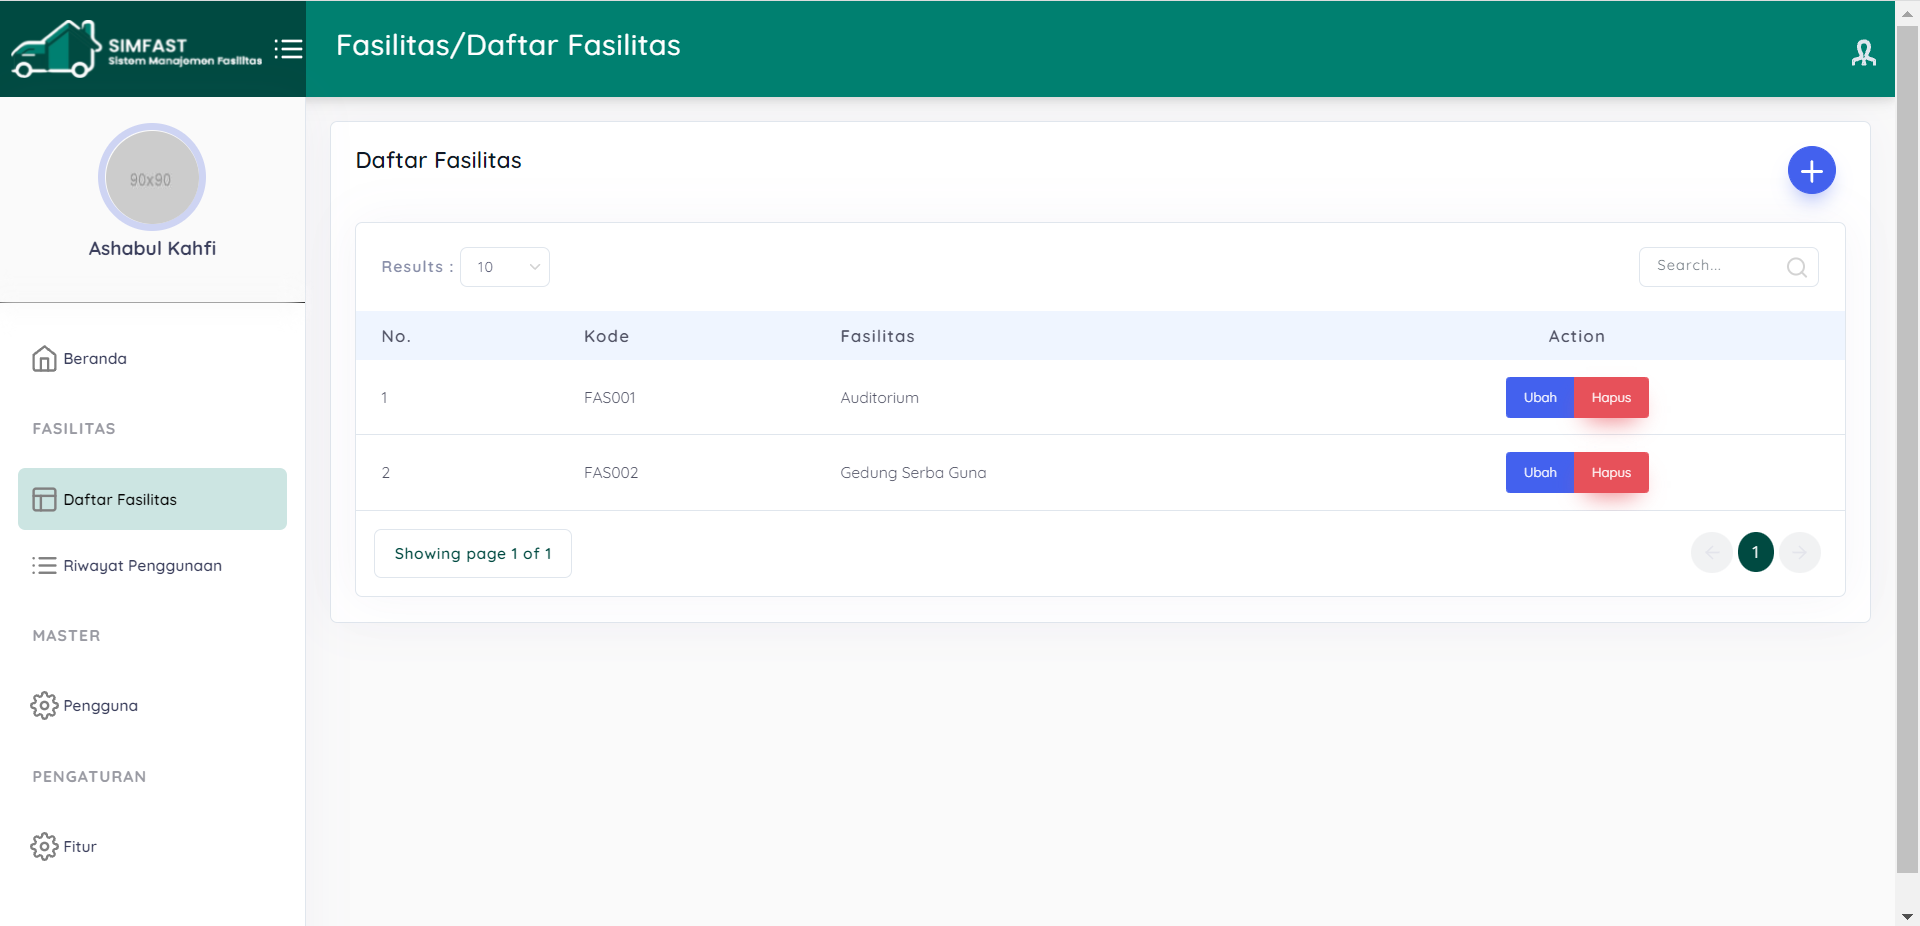 SIMFAST
Sistem Manajemen Fasilitas
Fasilitas/Daftar Fasilitas
90x90
Ashabul Kahfi
Beranda
FASILITAS
Daftar Fasilitas
Riwayat Penggunaan
MASTER
Pengguna
PENGATURAN
Fitur
Daftar Fasilitas
Results : 10
Search...
No. Kode Fasilitas Action
1 FAS001 Auditorium Ubah Hapus
2 FAS002 Gedung Serba Guna Ubah Hapus
Showing page 1 of 1
1